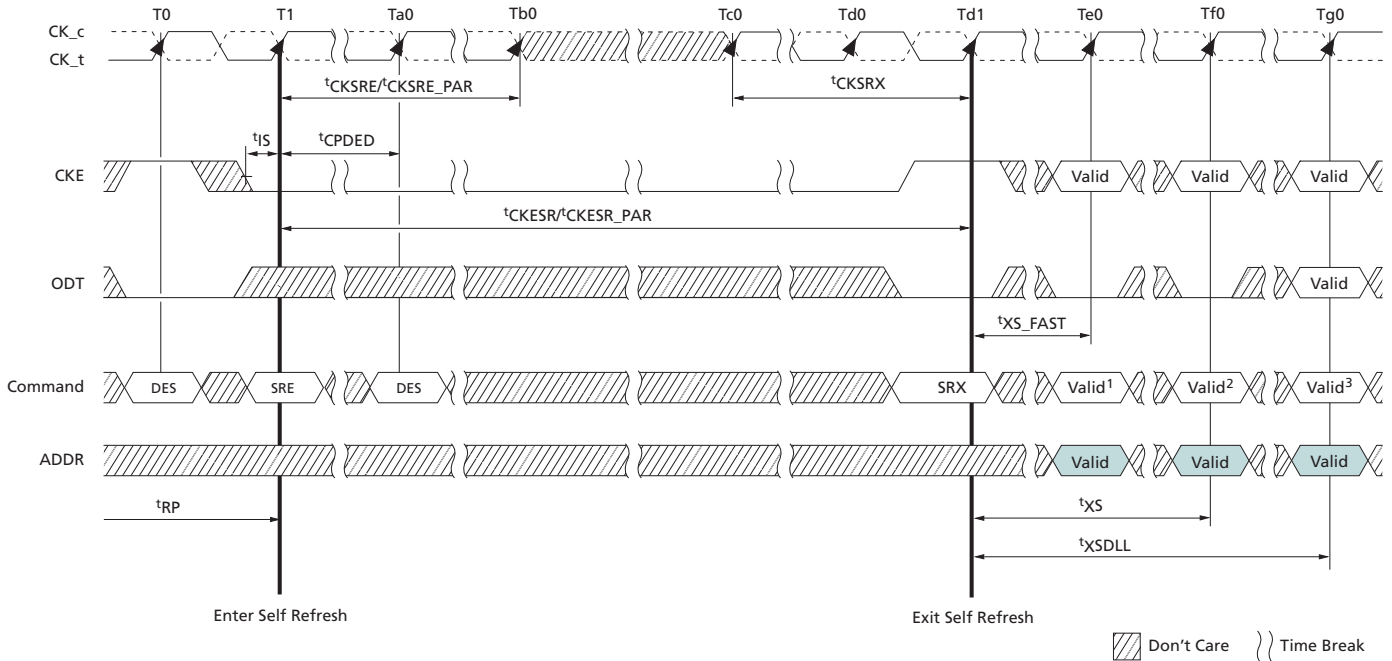 T0 T1 Ta0 Tb0 Tc0 Td0 Td1 Te0 Tf0 Tg0
CK_c
CK_t
tCKSRE/tCKSRE_PAR tCKSRX
tIS tCPDED
CKE Valid Valid Valid
tCKESR/tCKESR_PAR
ODT Valid
tXS_FAST
Command DES SRE DES SRX Valid1 Valid2 Valid3
ADDR Valid Valid Valid
tRP tXS
tXSDLL
Enter Self Refresh Exit Self Refresh
Don't Care Time Break